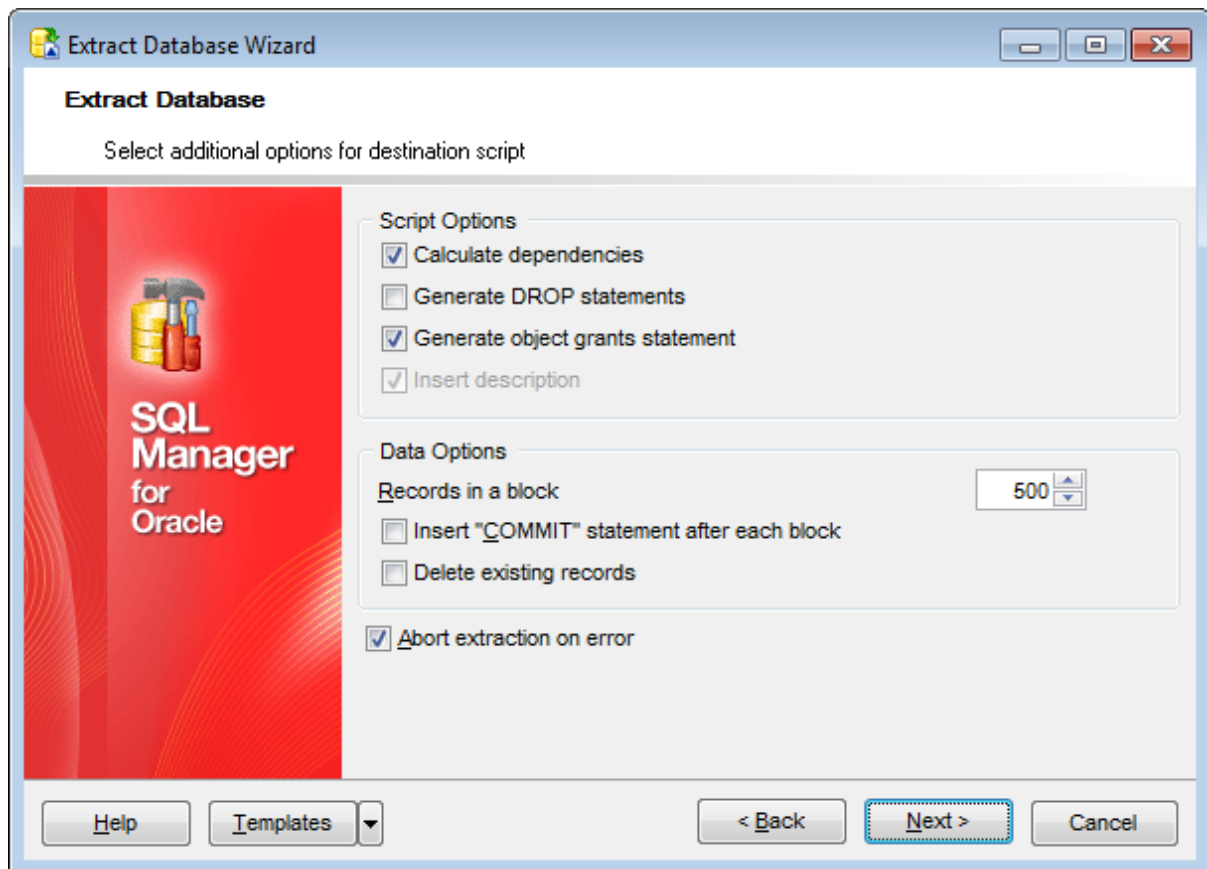 Extract Database Wizard
Extract Database
Select additional options for destination script
SQL
Manager
for
Oracle
Script Options
Calculate dependencies
Generate DROP statements
Generate object grants statement
Insert description
Data Options
Records in a block 500
Insert "COMMIT" statement after each block
Delete existing records
Abort extraction on error
Help Templates < Back Next > Cancel